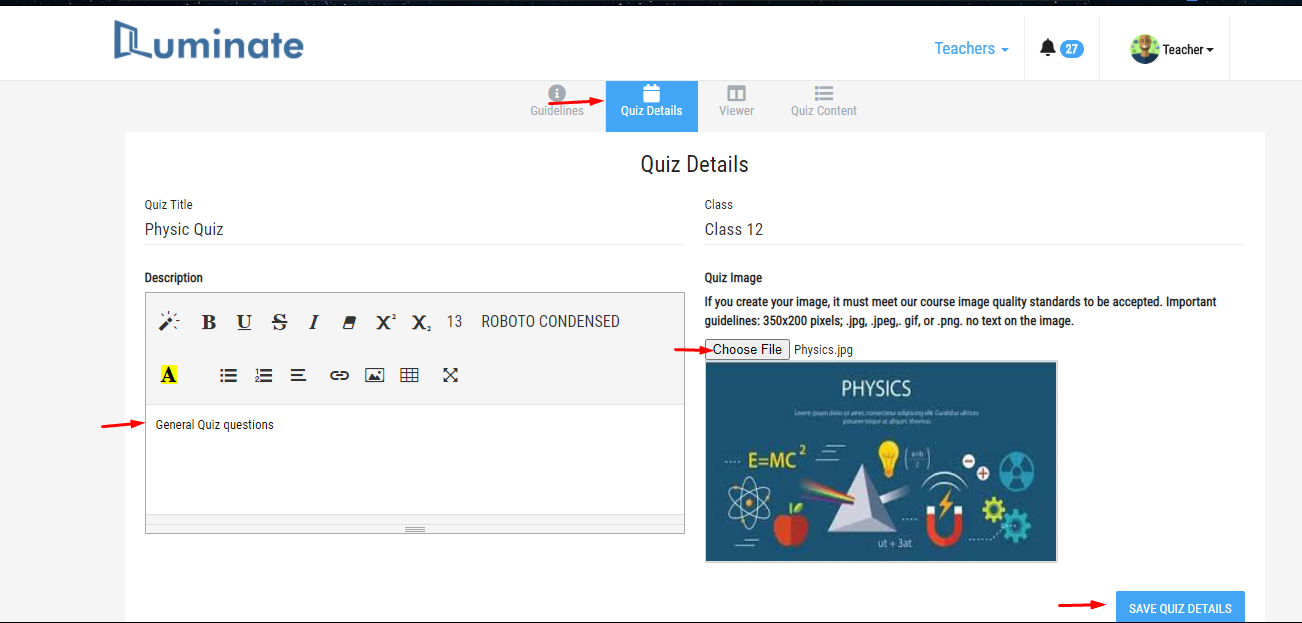 Luminate
Teachers
27
Teacher
Guidelines
Quiz Details
Viewer
Quiz Content
Quiz Details
Quiz Title
Physic Quiz
Class
Class 12
Description
B U S I X² X₂ 13 ROBOTO CONDENSED
A
General Quiz questions
Quiz Image
If you create your image, it must meet our course image quality standards to be accepted. Important
guidelines: 350x200 pixels; .jpg, .jpeg,. gif, or .png. no text on the image.
Choose File Physics.jpg
PHYSICS
Lorem ipsum dolor sit amet, consectetur adipiscing elit. Curabitur ultrices
posuere neque ac aliquet. Vivamus.
E=MC²
a+b
2
ut + 3at
SAVE QUIZ DETAILS